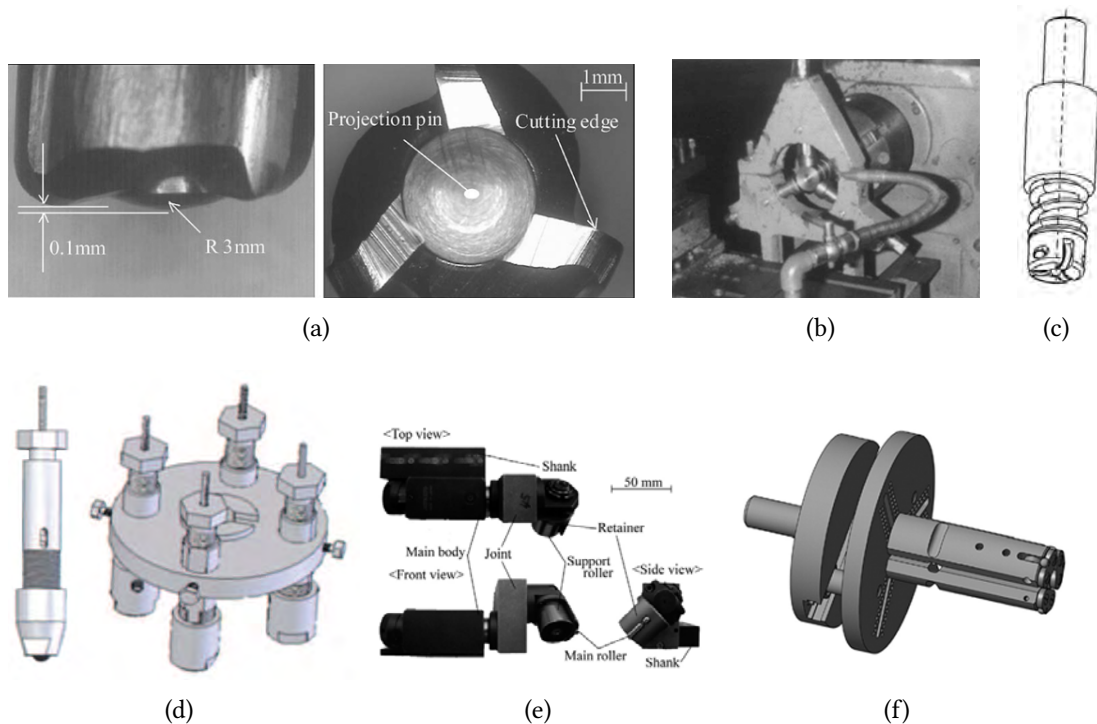 Projection pin
1mm
Cutting edge
0.1mm
R 3mm
(a)
(b)
(c)
<Top view>
Shank
50 mm
Main body
Joint
Retainer
Support
roller
<Front view>
<Side view>
Main roller
Shank
(d)
(e)
(f)